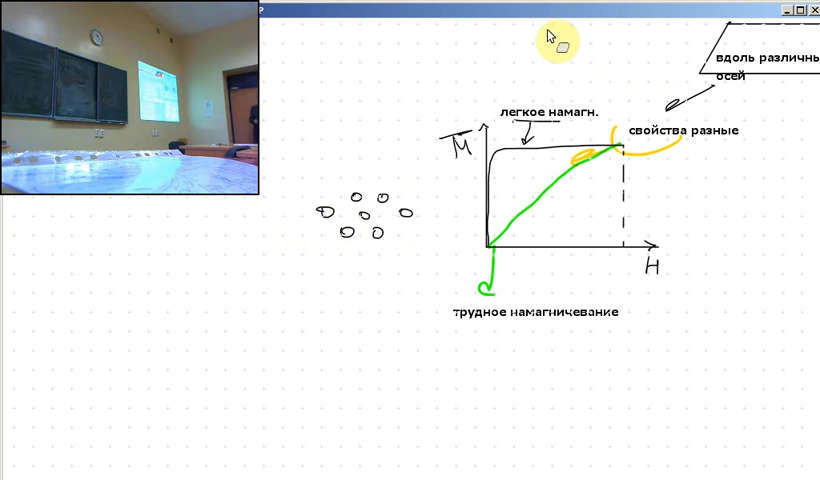 вдоль различны
осей
легкое намагн.
свойства разные
M
H
трудное намагничевание